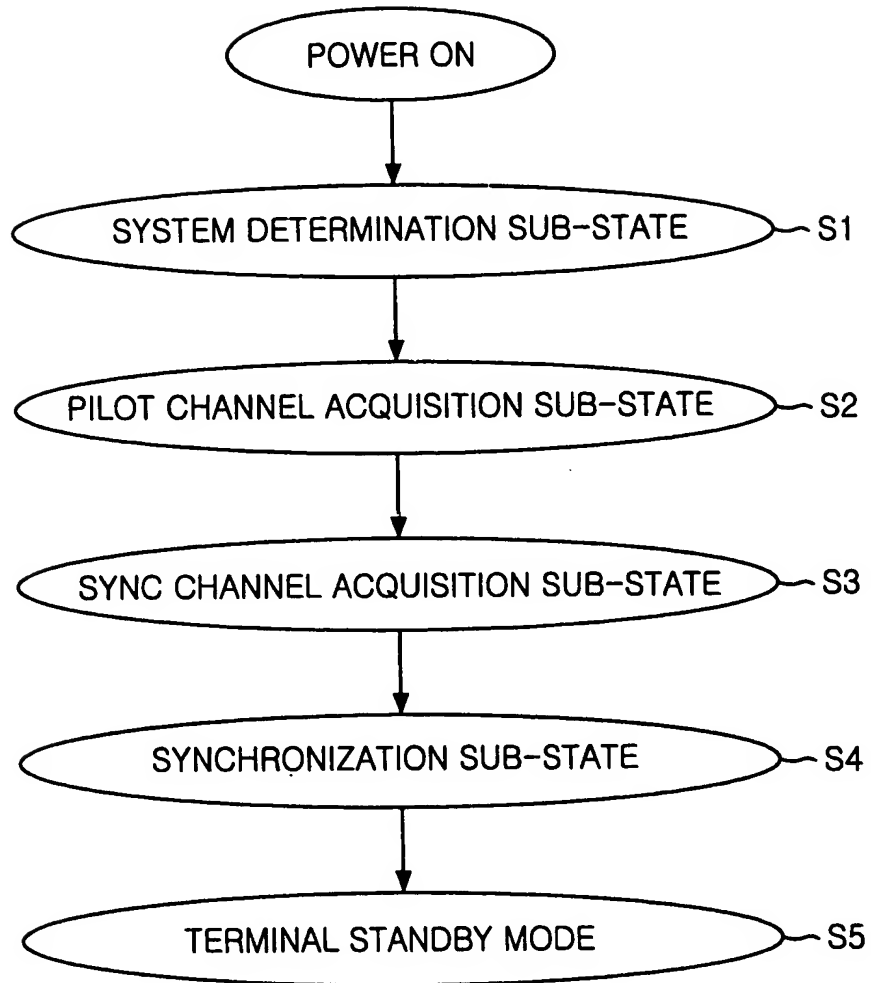 POWER ON
SYSTEM DETERMINATION SUB-STATE S1
PILOT CHANNEL ACQUISITION SUB-STATE S2
SYNC CHANNEL ACQUISITION SUB-STATE S3
SYNCHRONIZATION SUB-STATE S4
TERMINAL STANDBY MODE S5